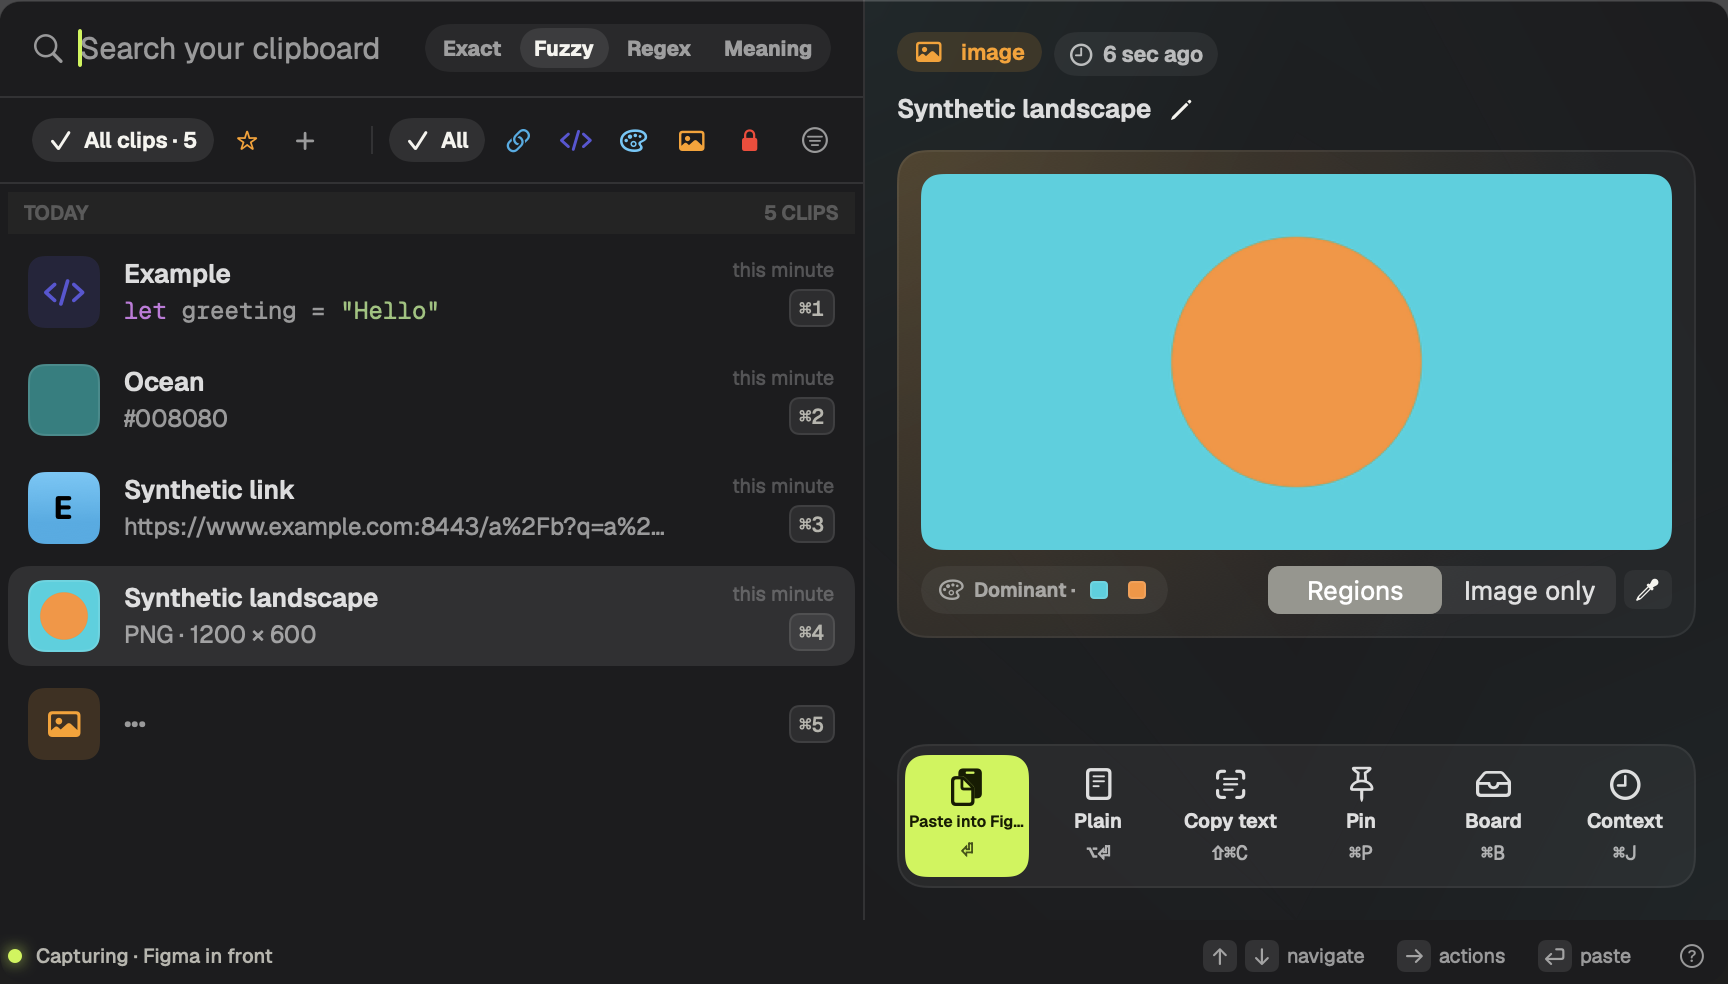 Search your clipboard
Exact Fuzzy Regex Meaning
All clips · 5
All
TODAY
5 CLIPS
Example
this minute
let greeting = "Hello"
⌘1
Ocean
this minute
#008080
⌘2
Synthetic link
this minute
https://www.example.com:8443/a%2Fb?q=a%2...
⌘3
Synthetic landscape
this minute
PNG · 1200 × 600
⌘4
•••
⌘5
image
6 sec ago
Synthetic landscape
E
Dominant ·
Regions
Image only
Paste into Fig...
⏎
Plain
⌥⏎
Copy text
⇧⌘C
Pin
⌘P
Board
⌘B
Context
⌘J
Capturing · Figma in front
↑ ↓ navigate
→ actions
↩ paste
?